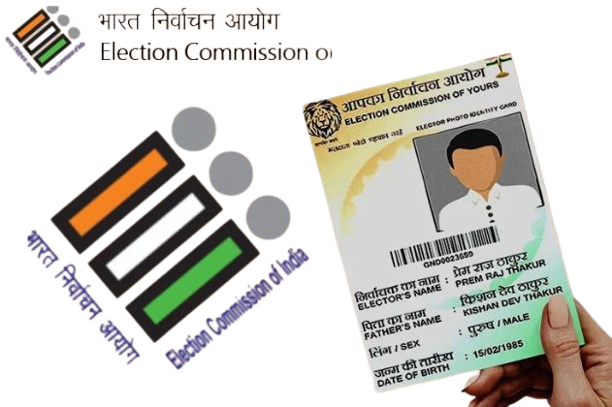 भारत निर्वाचन आयोग
Election Commission o
भारत निर्वाचन आयोग
Election Commission of India
आपका निर्वाचन आयोग
ELECTION COMMISSION OF YOURS
ELECTOR PHOTO IDENTITY CARD
GND0023559
निर्वाचक का नाम : प्रेम राज ठाकुर
ELECTOR'S NAME : PREM RAJ THAKUR
पिता का नाम : किशन देव ठाकुर
FATHER'S NAME : KISHAN DEV THAKUR
लिंग / SEX : पुरुष / MALE
जन्म की तारीख
DATE OF BIRTH : 15/02/1985